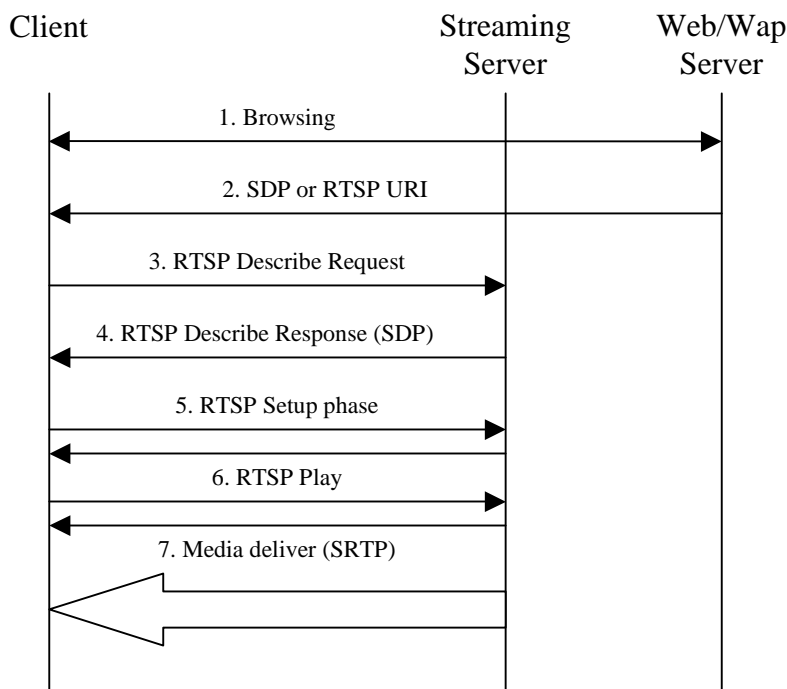 Client
Streaming
Server
Web/Wap
Server
1. Browsing
2. SDP or RTSP URI
3. RTSP Describe Request
4. RTSP Describe Response (SDP)
5. RTSP Setup phase
6. RTSP Play
7. Media deliver (SRTP)